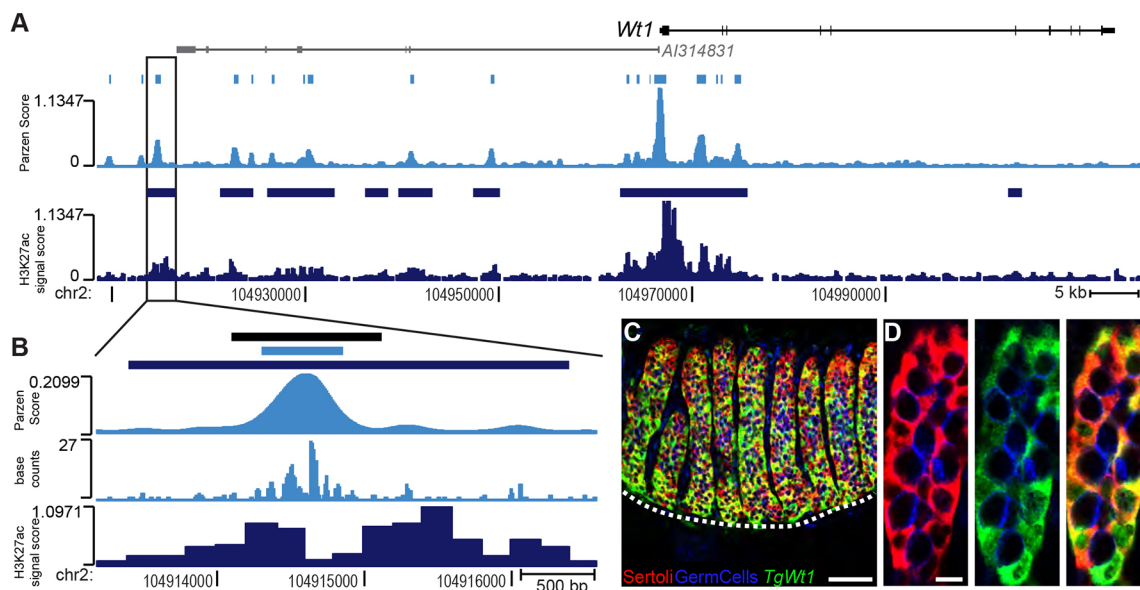 A
Wt1
AI314831
1.1347
Parzen Score
0
1.1347
H3K27ac
signal score
0
chr2:
104930000
104950000
104970000
104990000
5 kb
B
0.2099
Parzen
Score
27
base
counts
1.0971
H3K27ac
signal score
chr2:
104914000
104915000
104916000
500 bp
C
Sertoli GermCells TgWt1
D